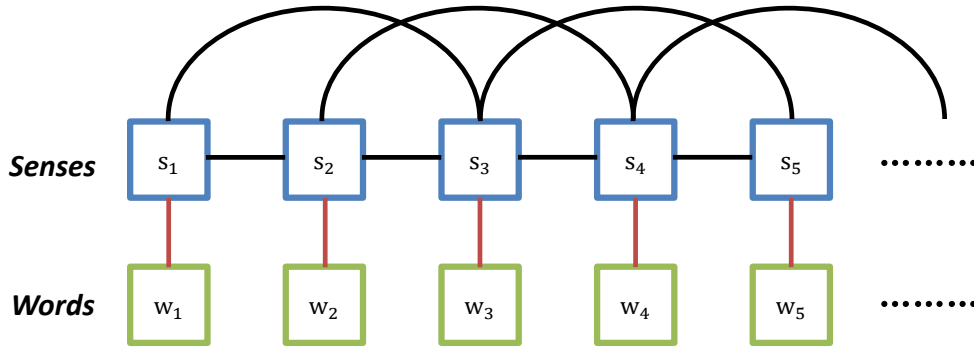 Senses s₁ s₂ s₃ s₄ s₅ ........
Words w₁ w₂ w₃ w₄ w₅ ........